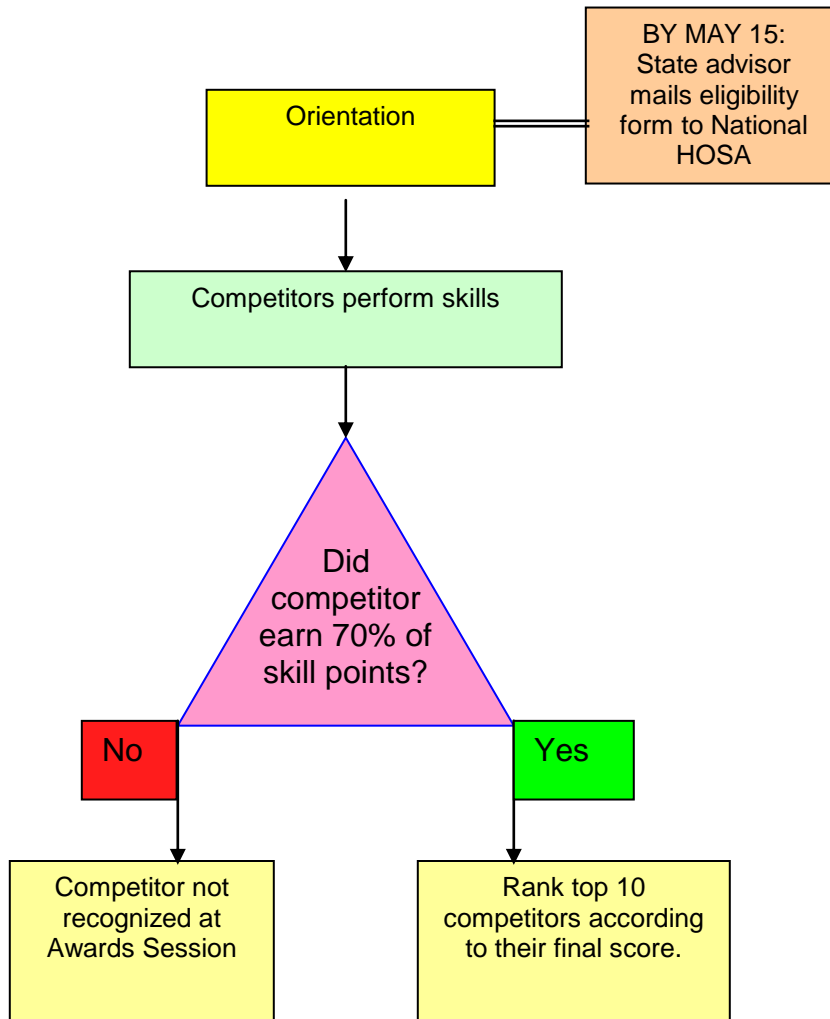 BY MAY 15:
State advisor
mails eligibility
form to National
HOSA
Orientation
Competitors perform skills
Did
competitor
earn 70% of
skill points?
No
Yes
Competitor not
recognized at
Awards Session
Rank top 10
competitors according
to their final score.